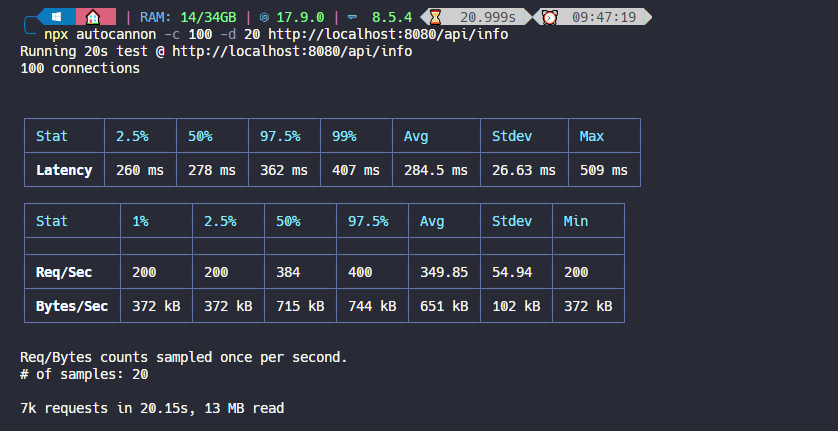 | RAM: 14/34GB | 17.9.0 | 8.5.4 20.999s 09:47:19
npx autocannon -c 100 -d 20 http://localhost:8080/api/info
Running 20s test @ http://localhost:8080/api/info
100 connections
Stat 2.5% 50% 97.5% 99% Avg Stdev Max
Latency 260 ms 278 ms 362 ms 407 ms 284.5 ms 26.63 ms 509 ms
Stat 1% 2.5% 50% 97.5% Avg Stdev Min
Req/Sec 200 200 384 400 349.85 54.94 200
Bytes/Sec 372 kB 372 kB 715 kB 744 kB 651 kB 102 kB 372 kB
Req/Bytes counts sampled once per second.
# of samples: 20
7k requests in 20.15s, 13 MB read